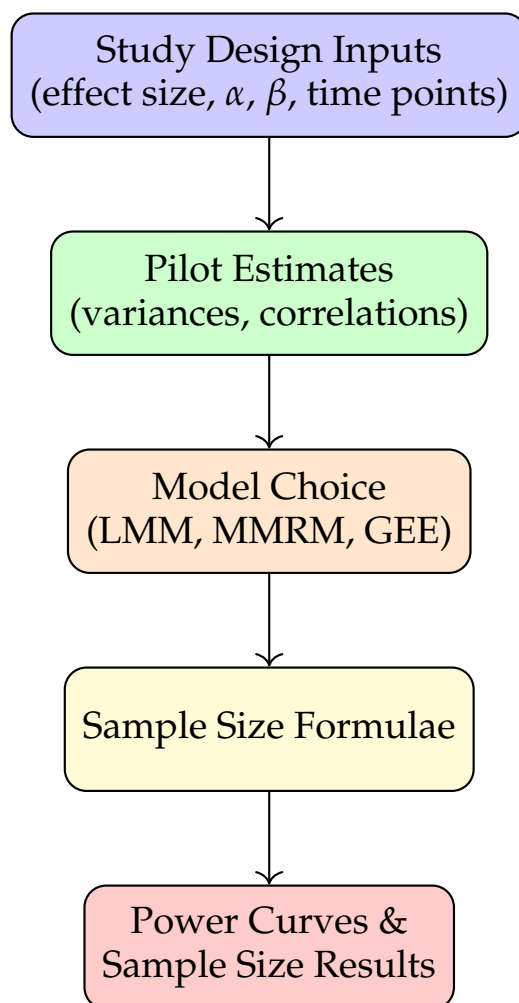 Study Design Inputs
(effect size, α, β, time points)
Pilot Estimates
(variances, correlations)
Model Choice
(LMM, MMRM, GEE)
Sample Size Formulae
Power Curves &
Sample Size Results